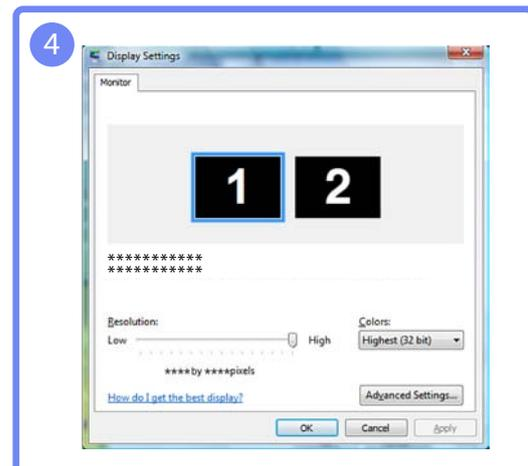 4
Display Settings
Monitor
1 2
***********
***********
Resolution: Colors:
Low High Highest (32 bit)
****by ****pixels
How do I get the best display? Advanced Settings...
OK Cancel Apply